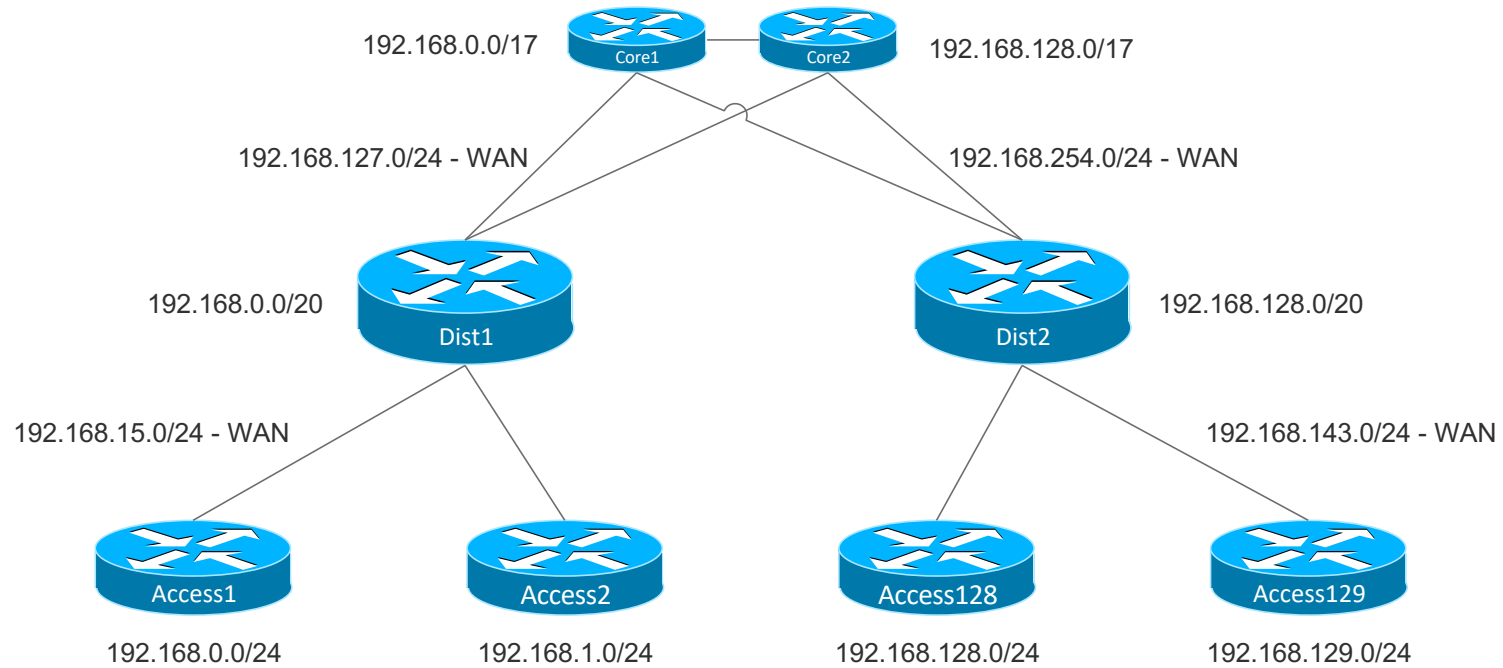 192.168.0.0/17
Core1
Core2
192.168.128.0/17
192.168.127.0/24 - WAN
192.168.254.0/24 - WAN
192.168.0.0/20
Dist1
Dist2
192.168.128.0/20
192.168.15.0/24 - WAN
192.168.143.0/24 - WAN
Access1
Access2
Access128
Access129
192.168.0.0/24
192.168.1.0/24
192.168.128.0/24
192.168.129.0/24